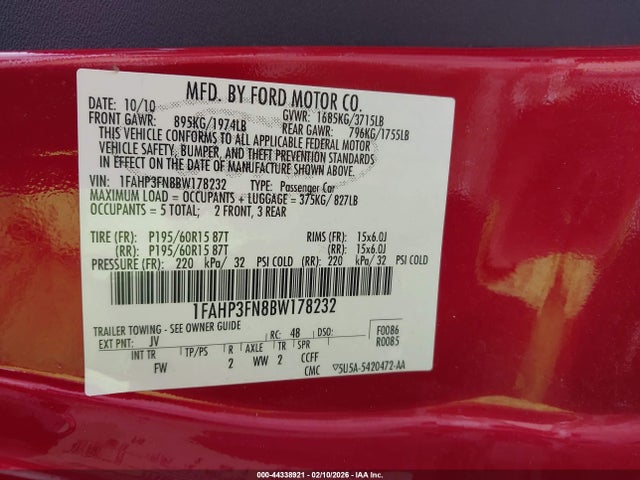 MFD. BY FORD MOTOR CO.
DATE: 10/10 GVWR: 1685KG/3715LB
FRONT GAWR: 895KG/1974LB REAR GAWR: 796KG/1755LB
THIS VEHICLE CONFORMS TO ALL APPLICABLE FEDERAL MOTOR
VEHICLE SAFETY, BUMPER, AND THEFT PREVENTION STANDARDS
IN EFFECT ON THE DATE OF MANUFACTURE SHOWN ABOVE.
VIN: 1FAHP3FN8BW178232 TYPE: Passenger Car
MAXIMUM LOAD = OCCUPANTS + LUGGAGE = 375KG/ 827LB
OCCUPANTS = 5 TOTAL; 2 FRONT, 3 REAR
TIRE (FR): P195/60R15 87T RIMS (FR): 15x6.0J
(RR): P195/60R15 87T (RR): 15x6.0J
PRESSURE (FR): 220 kPa/ 32 PSI COLD (RR) 220 kPa/ 32 PSI COLD
1FAHP3FN8BW178232
TRAILER TOWING - SEE OWNER GUIDE
EXT PNT: JV RC: 48 DSO: F0086
R0085
INT TR TP/PS R AXLE TR SPR
FW 2 WW 2 CCFF
CMC ▽5U5A-5420472-AA
000-44338921 - 02/10/2026 - IAA Inc.